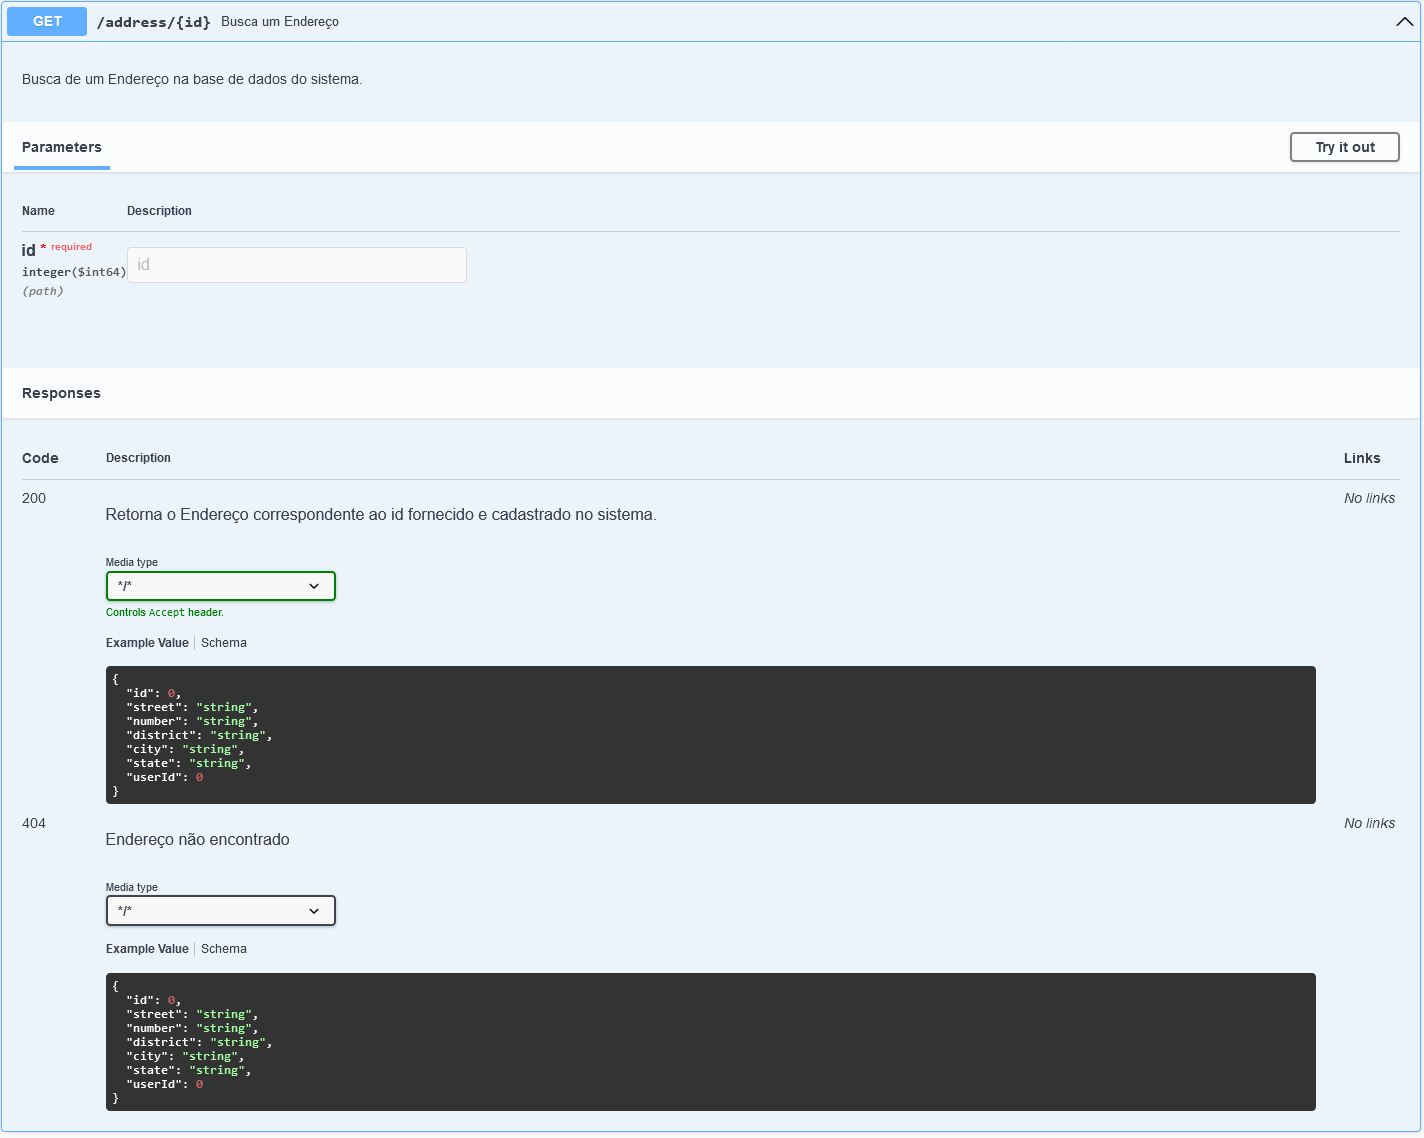 GET /address/{id} Busca um Endereço
Busca de um Endereço na base de dados do sistema.
Parameters Try it out
Name Description
id * required
integer($int64)
(path)
id
Responses
Code Description Links
200 No links
Retorna o Endereço correspondente ao id fornecido e cadastrado no sistema.
Media type
*/*
Controls Accept header.
Example Value Schema
{
  "id": 0,
  "street": "string",
  "number": "string",
  "district": "string",
  "city": "string",
  "state": "string",
  "userId": 0
}
404 No links
Endereço não encontrado
Media type
*/*
Example Value Schema
{
  "id": 0,
  "street": "string",
  "number": "string",
  "district": "string",
  "city": "string",
  "state": "string",
  "userId": 0
}